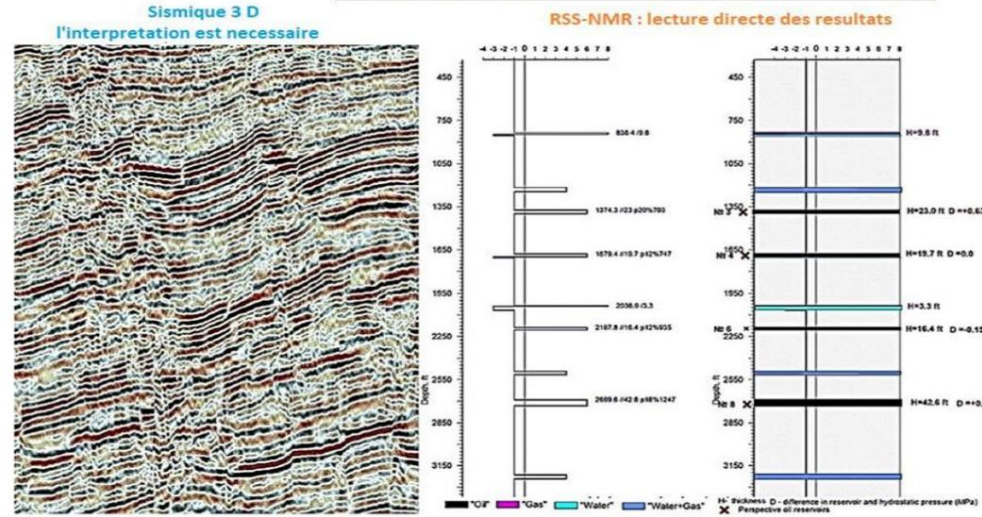 Sismique 3 D
l'interpretation est necessaire
RSS-NMR : lecture directe des resultats
-4 -3 -2 -1 0 1 2 3 4 5 6 7 8
-4 -3 -2 -1 0 1 2 3 4 5 6 7 8
450
750
1050
1350
1650
1950
2250
2550
2850
3150
Depth, ft
838.4 /9.8
1374.3 //23 p20%793
1679.4 //19.7 p12%747
2036.9 /3.3
2187.8 //16.4 p12%935
2699.6 //42.6 p18%1247
450
750
1050
1350
1650
1950
2250
2550
2850
3150
Depth, ft
H=9.8 ft
№ 3
H=23.0 ft D =+0.63
№ 4
H=19.7 ft D =0.0
H=3.3 ft
№ 6
H=16.4 ft D =-0.15
№ 8
H=42.6 ft D =+0.
"Oil" "Gas" "Water" "Water+Gas"
H- thickness D - difference in reservoir and hydrostatic pressure (MPa)
Perspective oil reservoirs